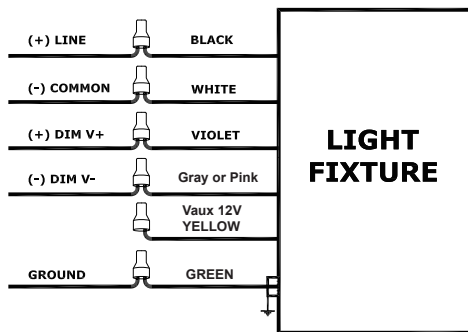 (+) LINE BLACK
(-) COMMON WHITE
(+) DIM V+ VIOLET
(-) DIM V- Gray or Pink
Vaux 12V
YELLOW
GROUND GREEN
LIGHT
FIXTURE